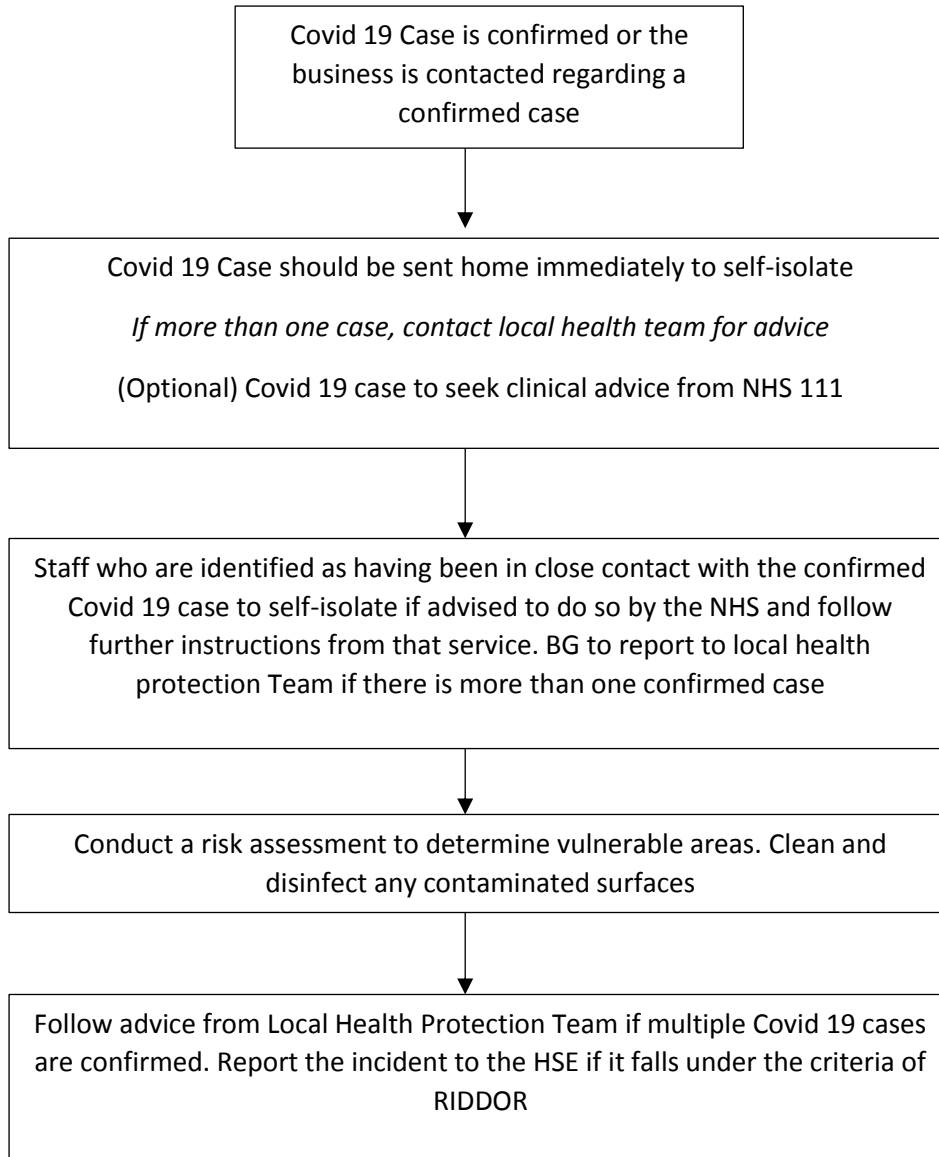 Covid 19 Case is confirmed or the
business is contacted regarding a
confirmed case
Covid 19 Case should be sent home immediately to self-isolate
If more than one case, contact local health team for advice
(Optional) Covid 19 case to seek clinical advice from NHS 111
Staff who are identified as having been in close contact with the confirmed
Covid 19 case to self-isolate if advised to do so by the NHS and follow
further instructions from that service. BG to report to local health
protection Team if there is more than one confirmed case
Conduct a risk assessment to determine vulnerable areas. Clean and
disinfect any contaminated surfaces
Follow advice from Local Health Protection Team if multiple Covid 19 cases
are confirmed. Report the incident to the HSE if it falls under the criteria of
RIDDOR